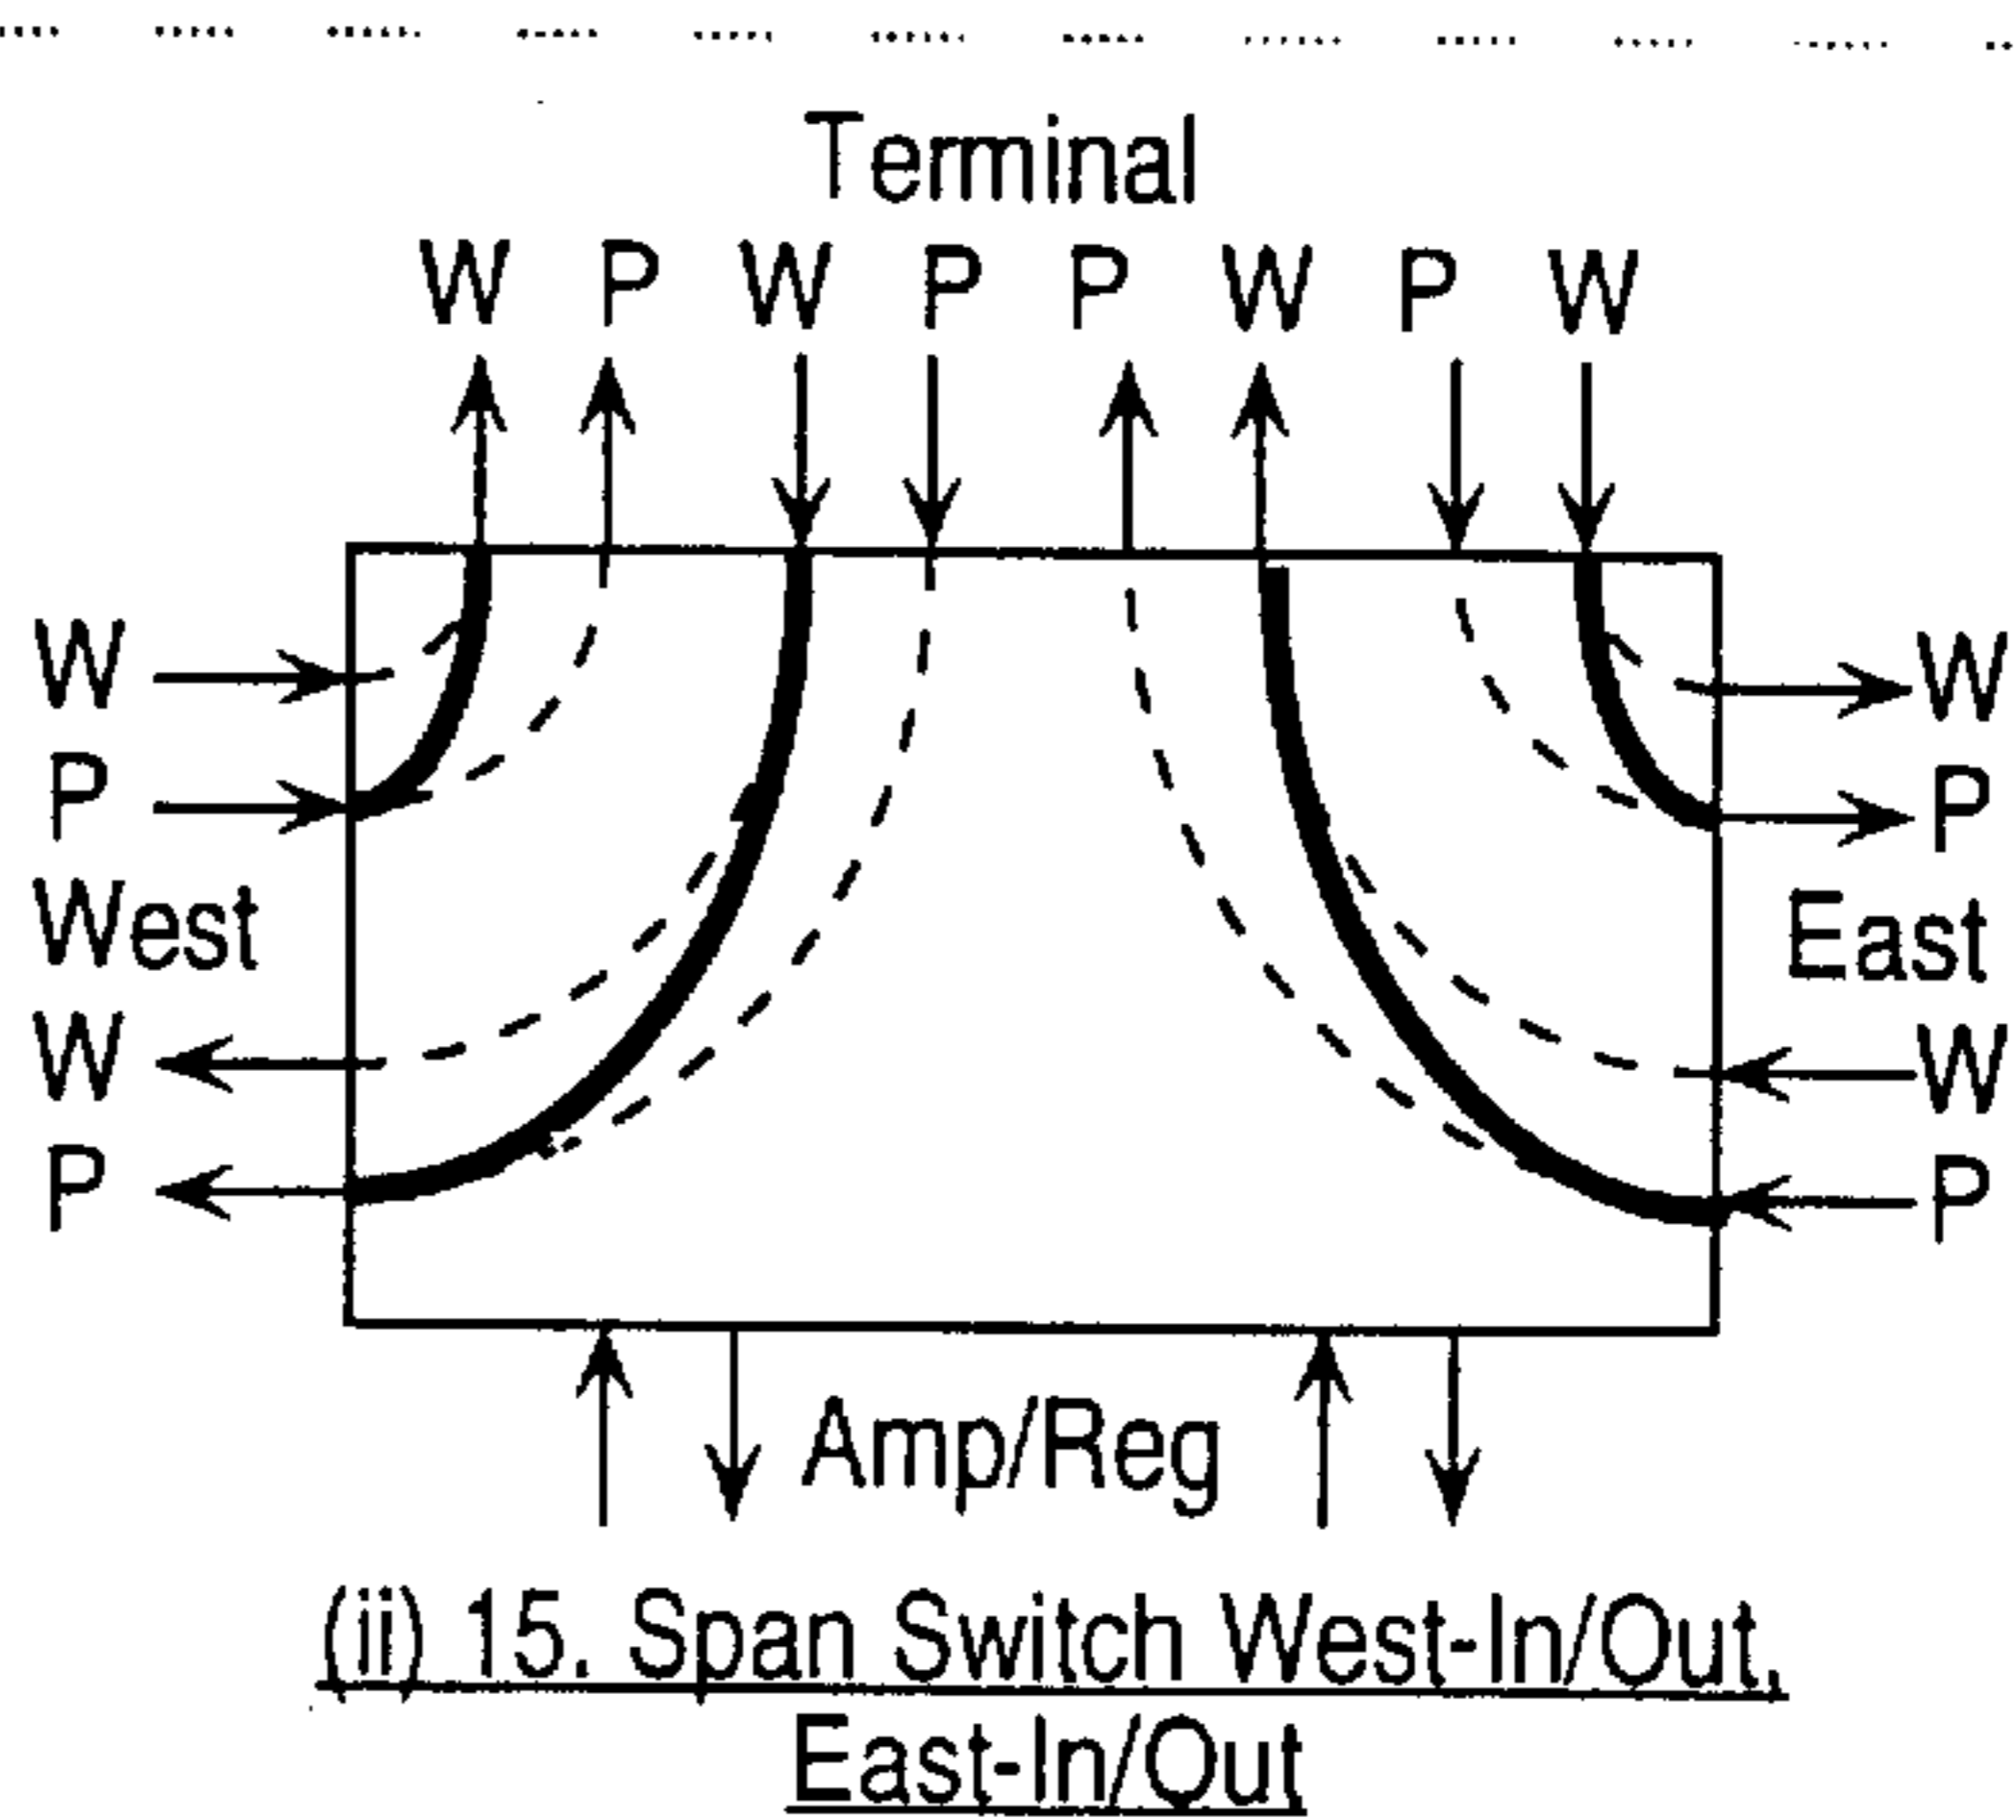 Terminal
W P W P P W P W
W W
P P
West East
W W
P P
Amp/Reg
(ii) 15. Span Switch West-In/Out,
East-In/Out